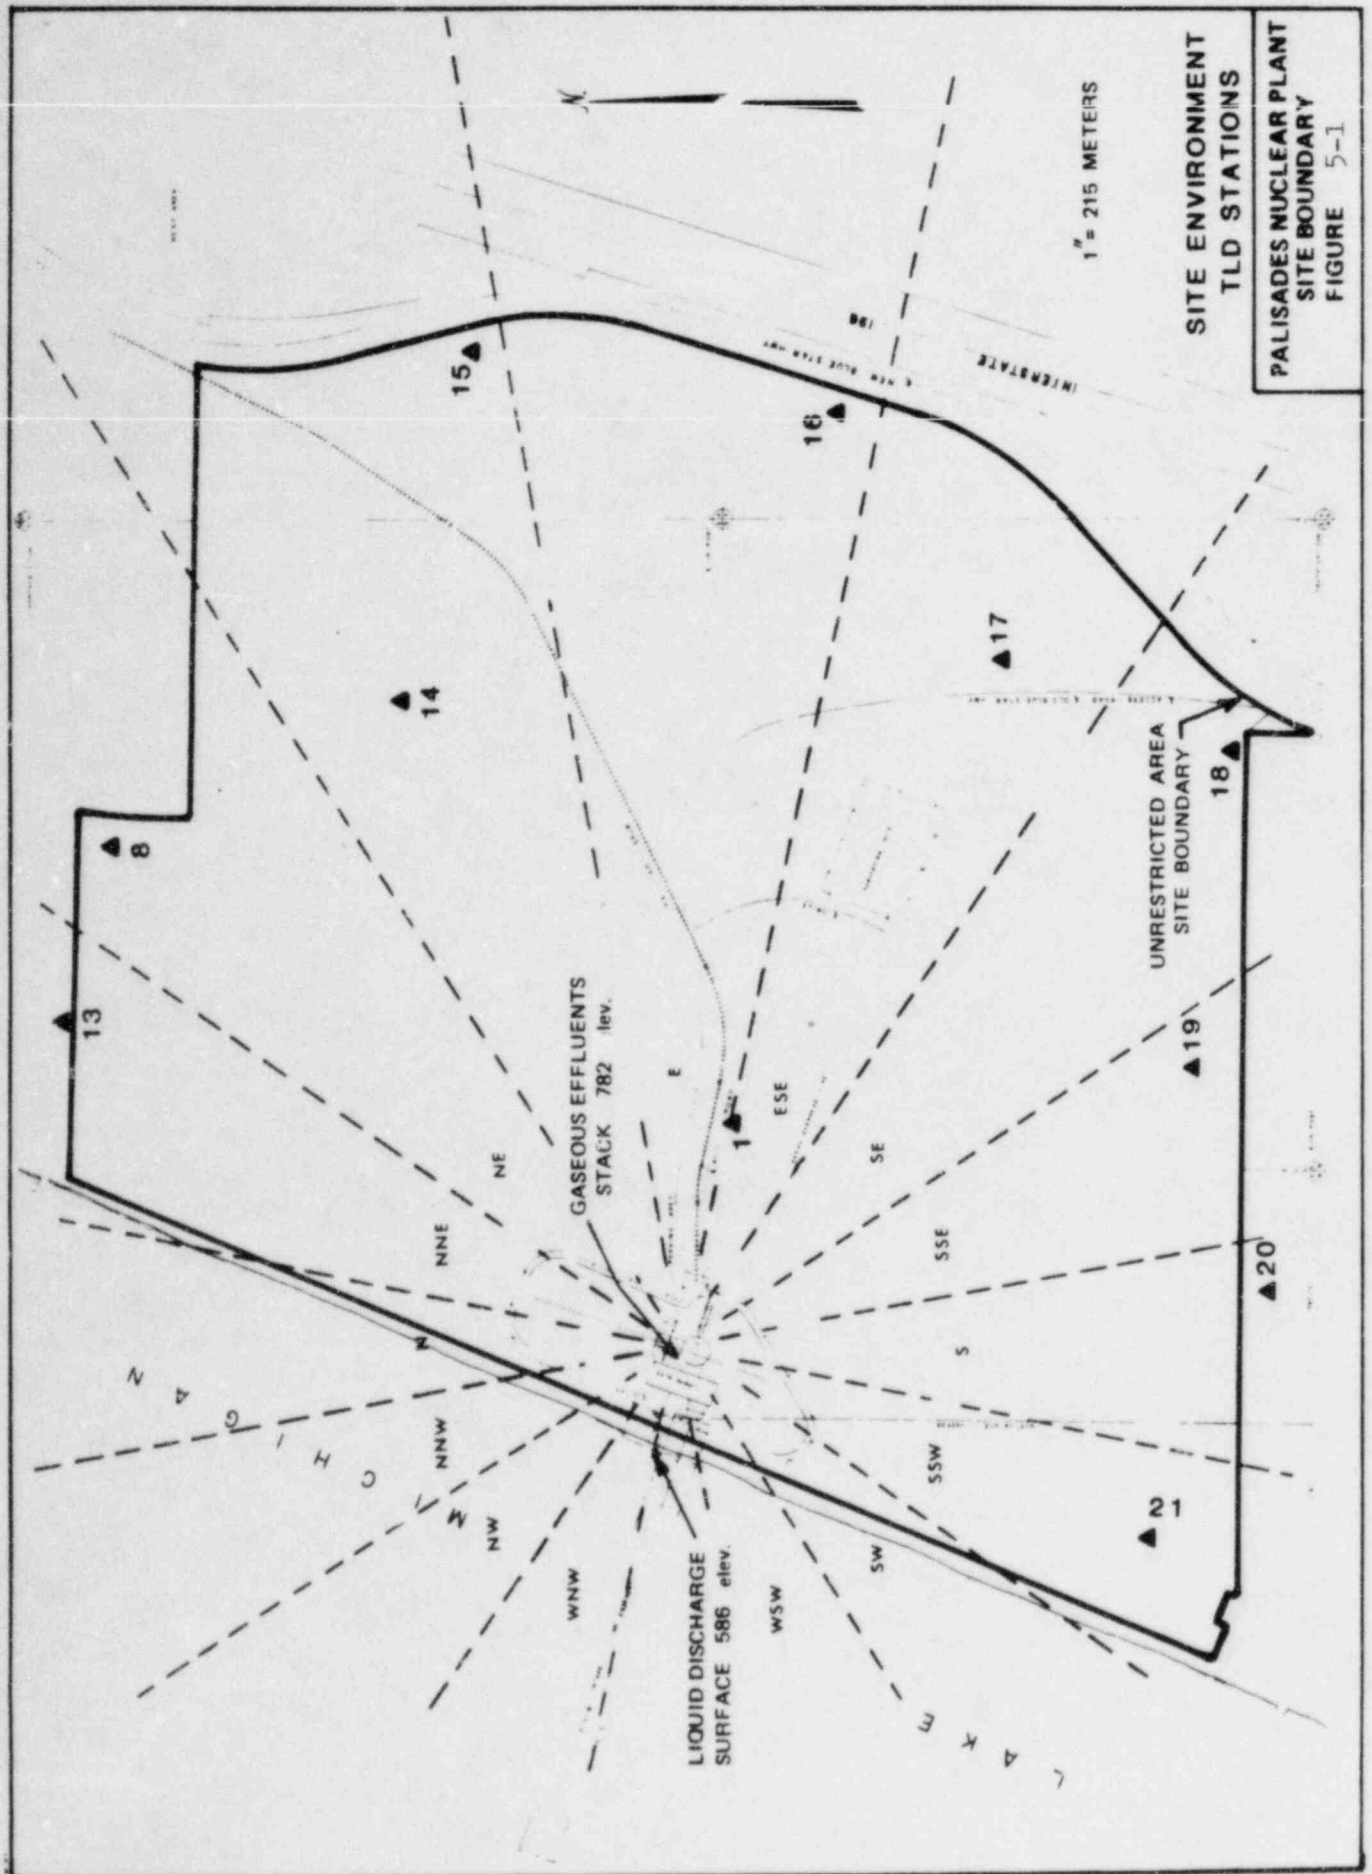 SITE ENVIRONMENT
TLD STATIONS
PALISADES NUCLEAR PLANT
SITE BOUNDARY
FIGURE 5-1
1" = 215 METERS
N
13
8
14
15
16
17
18
19
20
21
1
INTERSTATE
196
UNRESTRICTED AREA
SITE BOUNDARY
GASEOUS EFFLUENTS
STACK 782 lev.
LIQUID DISCHARGE
SURFACE 586 elev.
N
NNE
NE
E
ESE
SE
SSE
S
SSW
SW
WSW
WNW
NW
NNW
LAKE
MICHIGAN